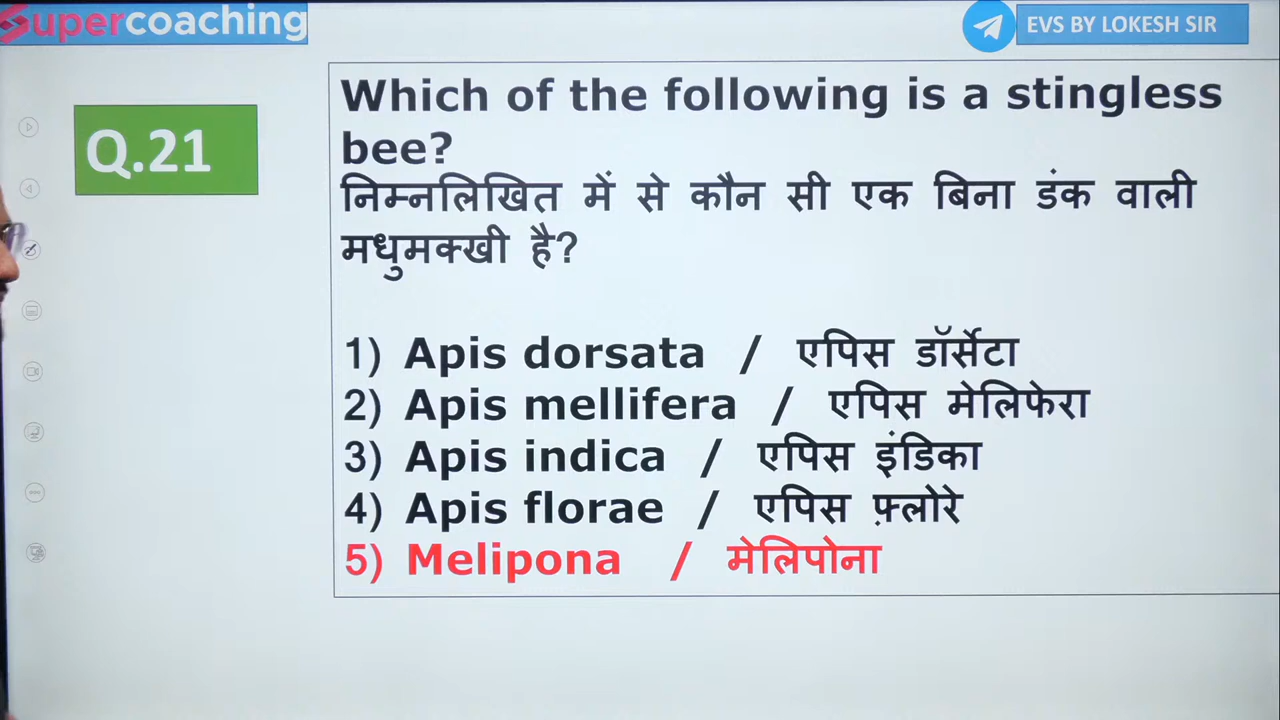 Supercoaching
EVS BY LOKESH SIR
Q.21
Which of the following is a stingless
bee?
निम्नलिखित में से कौन सी एक बिना डंक वाली
मधुमक्खी है?
1) Apis dorsata / एपिस डॉर्सेटा
2) Apis mellifera / एपिस मेलिफेरा
3) Apis indica / एपिस इंडिका
4) Apis florae / एपिस फ़्लोरे
5) Melipona / मेलिपोना